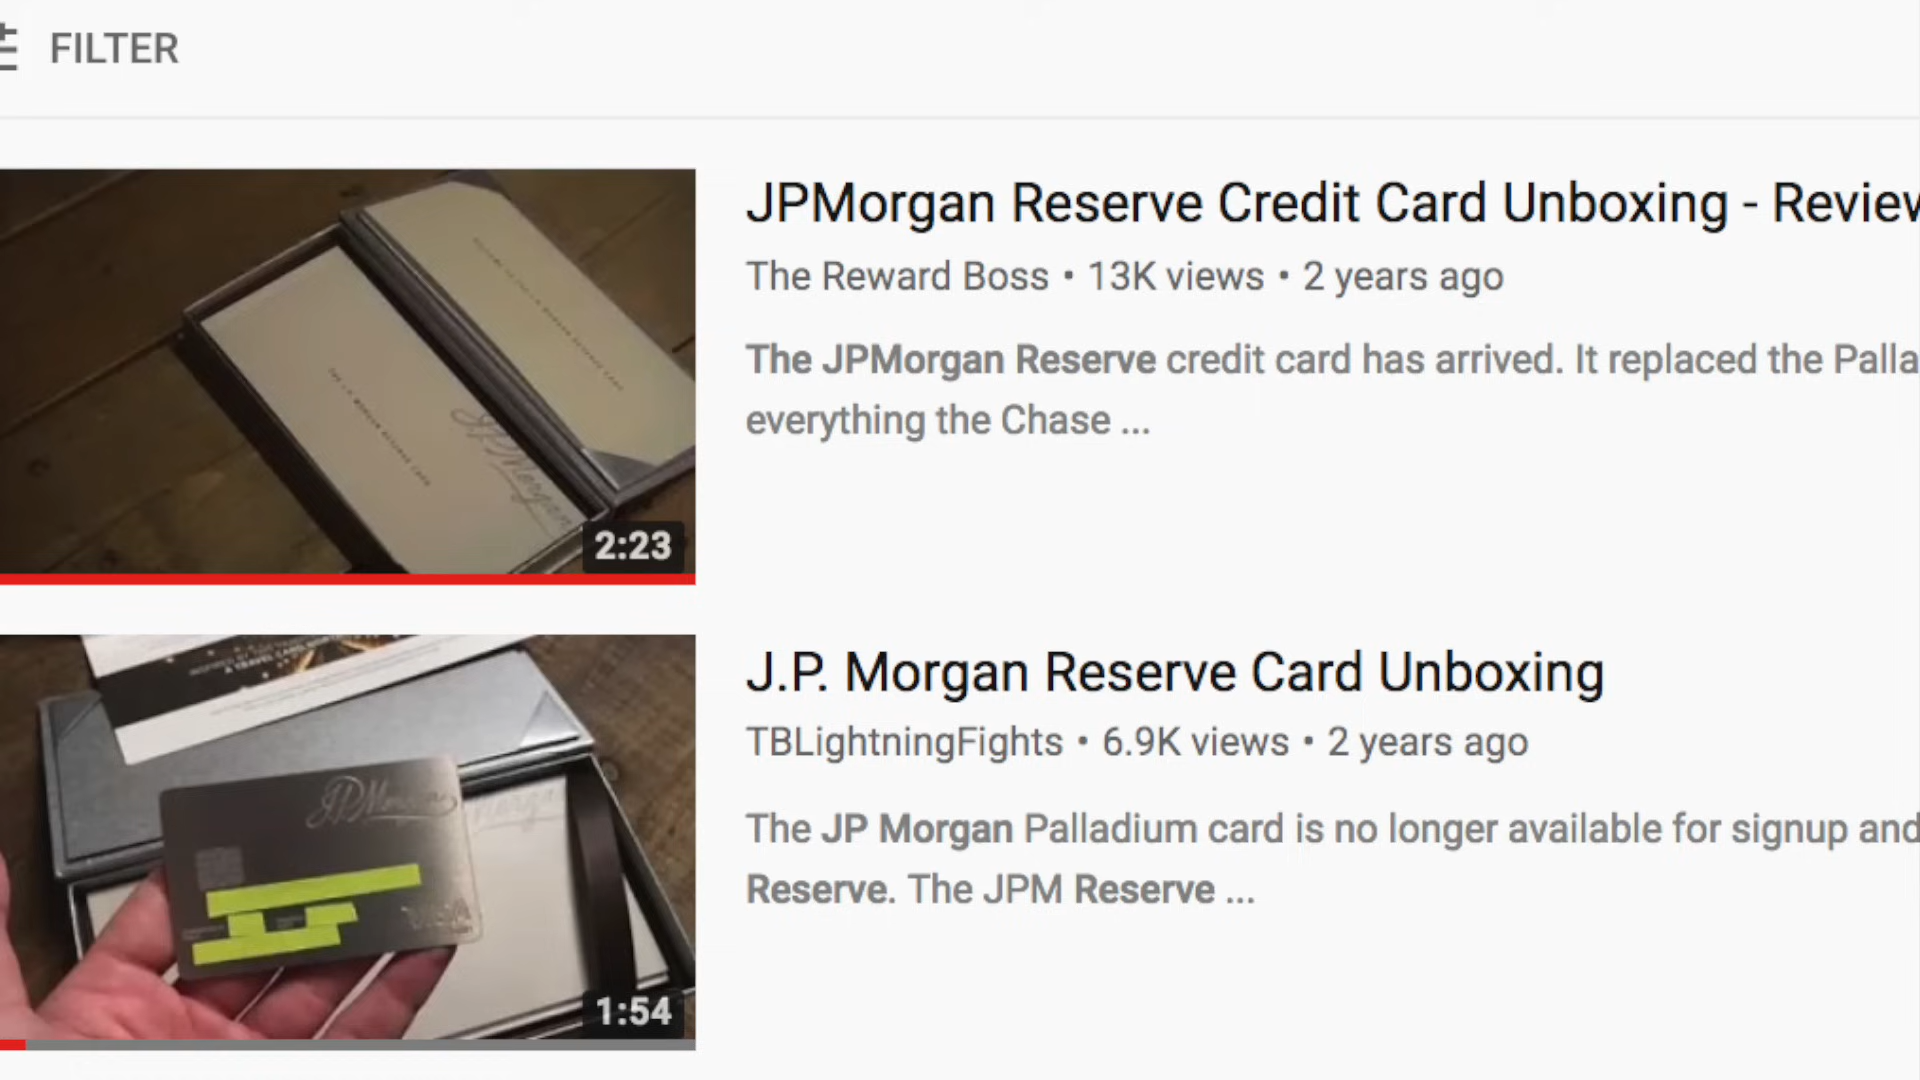 FILTER
JPMorgan Reserve Credit Card Unboxing - Review
The Reward Boss • 13K views • 2 years ago
The JPMorgan Reserve credit card has arrived. It replaced the Palla
everything the Chase ...
JPMorgan
2:23
J.P. Morgan Reserve Card Unboxing
TBLightningFights • 6.9K views • 2 years ago
The JP Morgan Palladium card is no longer available for signup and
Reserve. The JPM Reserve ...
JPMorgan
VISA
1:54